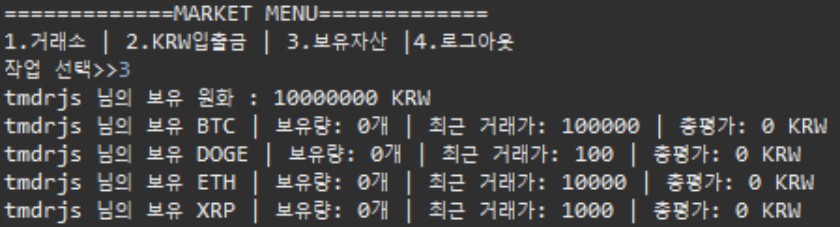 =============MARKET MENU=============
1.거래소 | 2.KRW입출금 | 3.보유자산 |4.로그아웃
작업 선택>>3
tmdrjs 님의 보유 원화 : 10000000 KRW
tmdrjs 님의 보유 BTC | 보유량: 0개 | 최근 거래가: 100000 | 총평가: 0 KRW
tmdrjs 님의 보유 DOGE | 보유량: 0개 | 최근 거래가: 100 | 총평가: 0 KRW
tmdrjs 님의 보유 ETH | 보유량: 0개 | 최근 거래가: 10000 | 총평가: 0 KRW
tmdrjs 님의 보유 XRP | 보유량: 0개 | 최근 거래가: 1000 | 총평가: 0 KRW